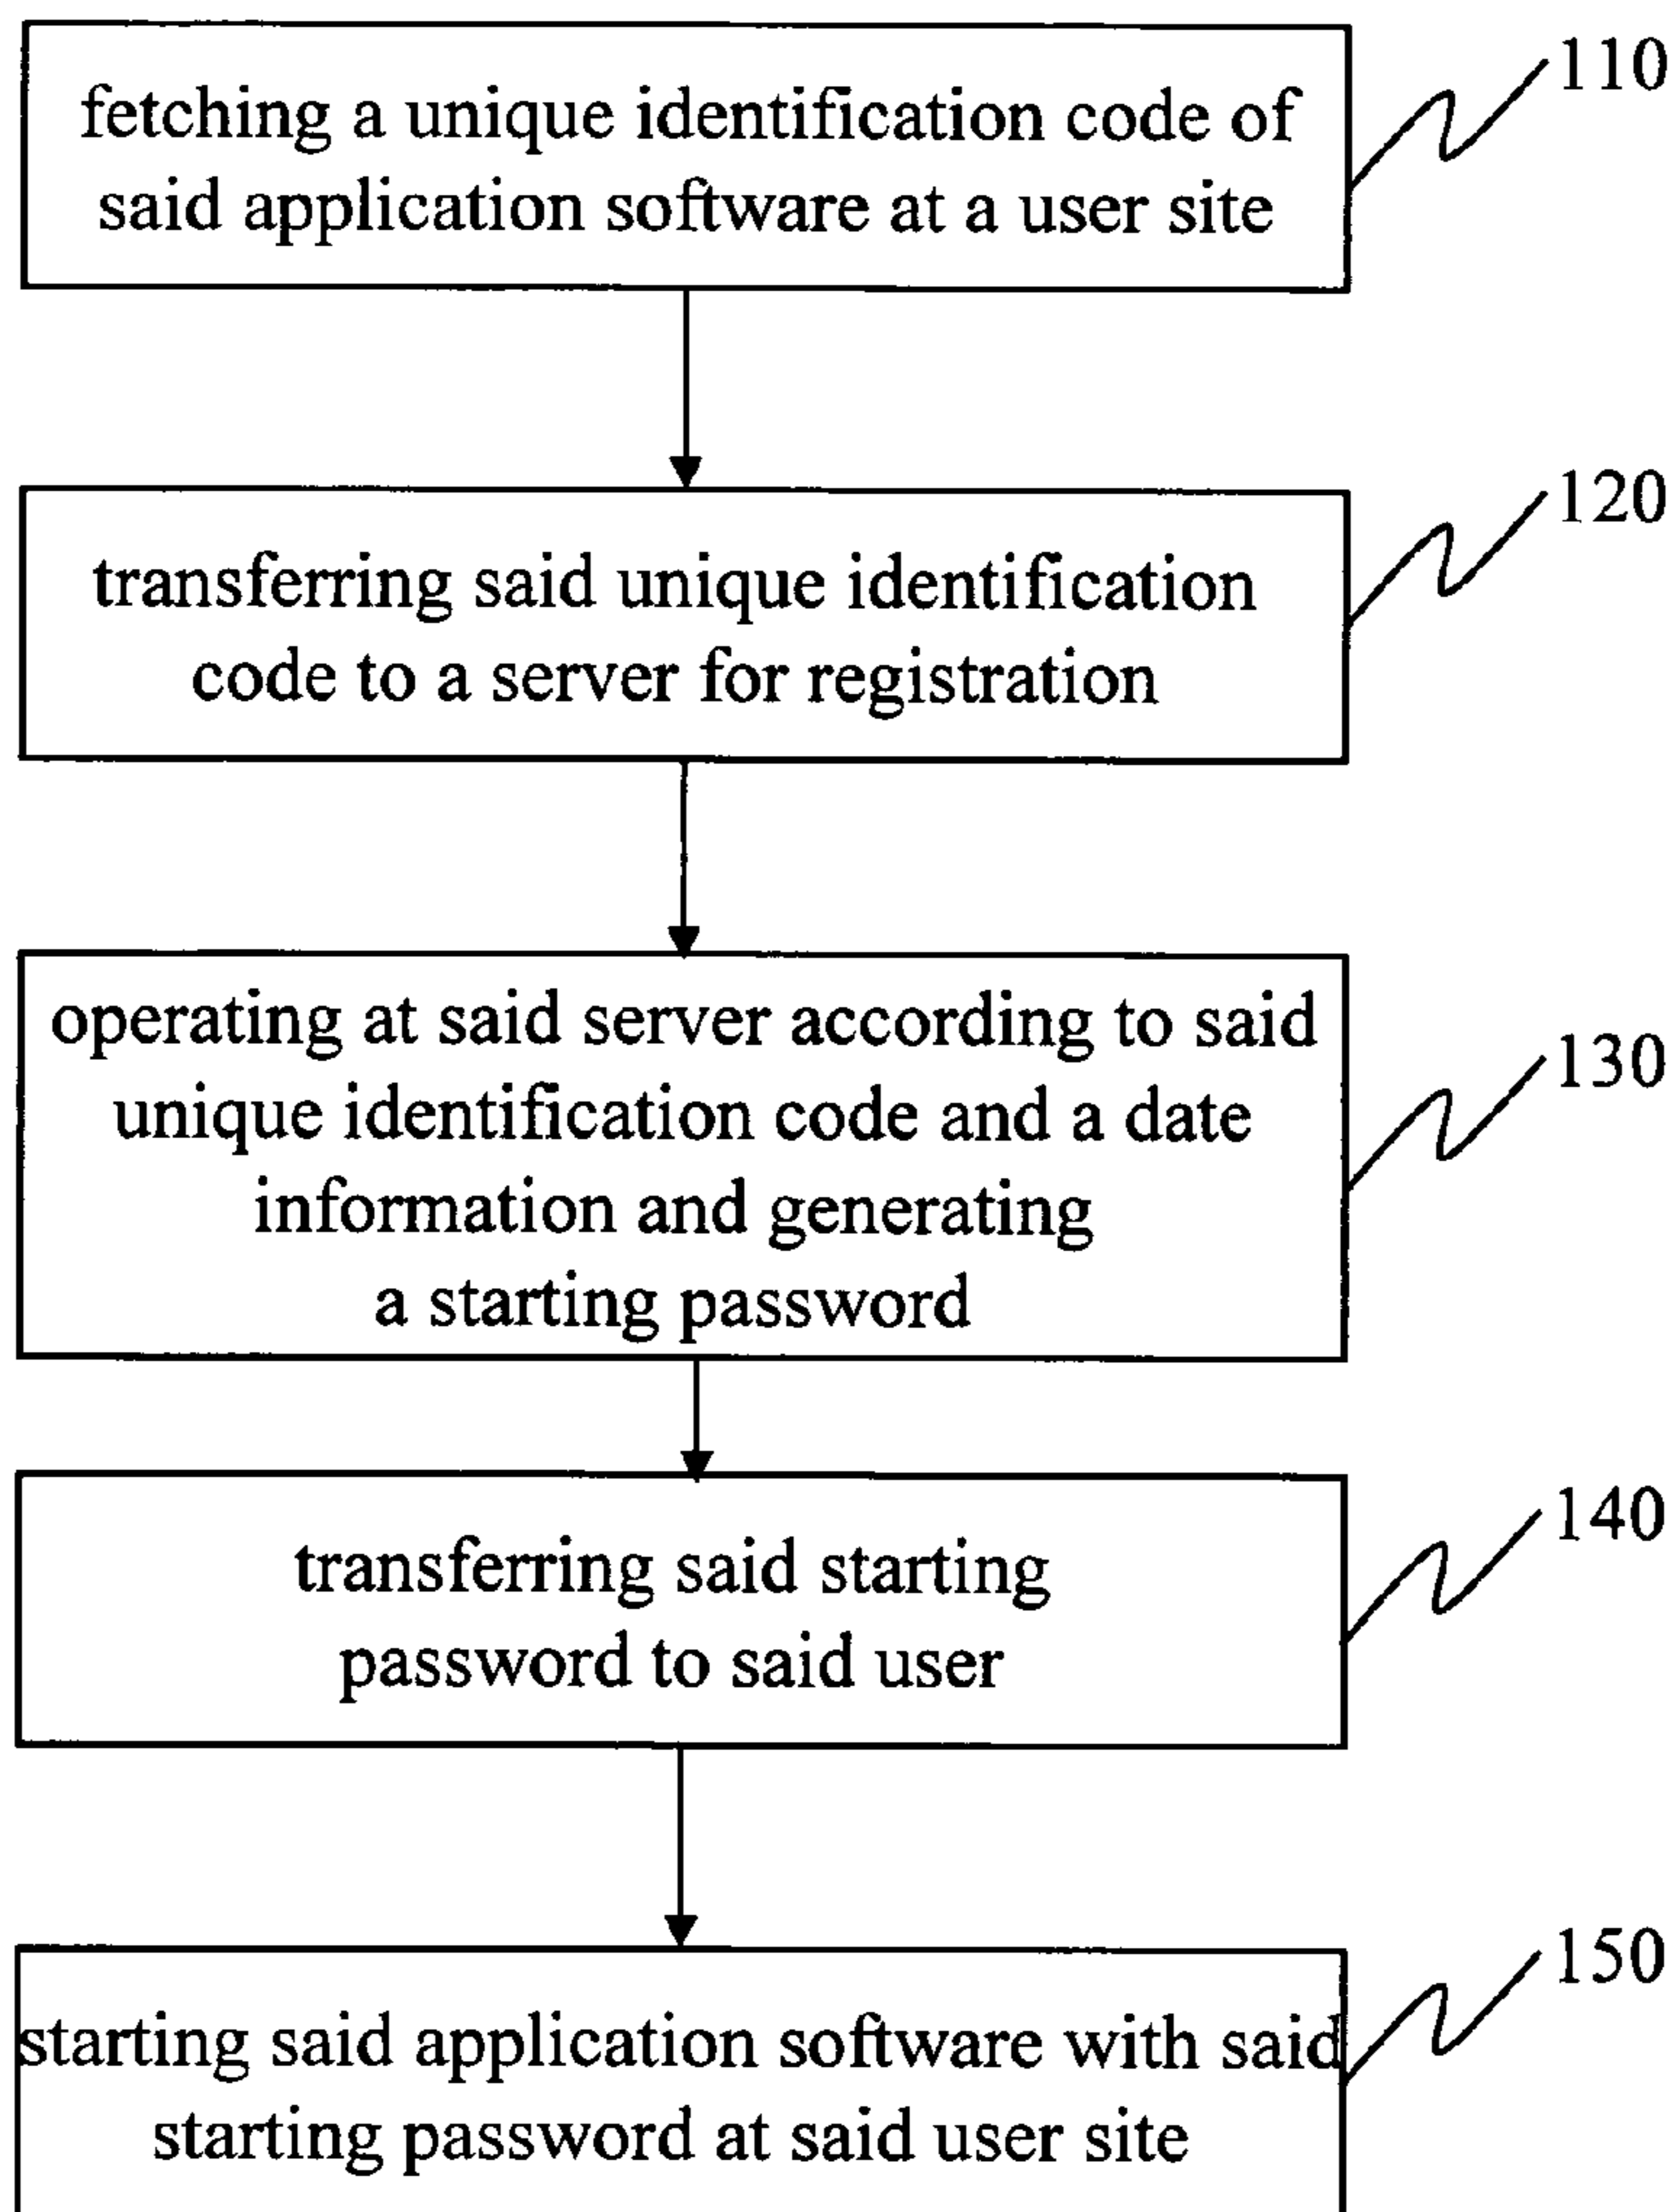 fetching a unique identification code of
said application software at a user site
110
transferring said unique identification
code to a server for registration
120
operating at said server according to said
unique identification code and a date
information and generating
a starting password
130
transferring said starting
password to said user
140
starting said application software with said
starting password at said user site
150